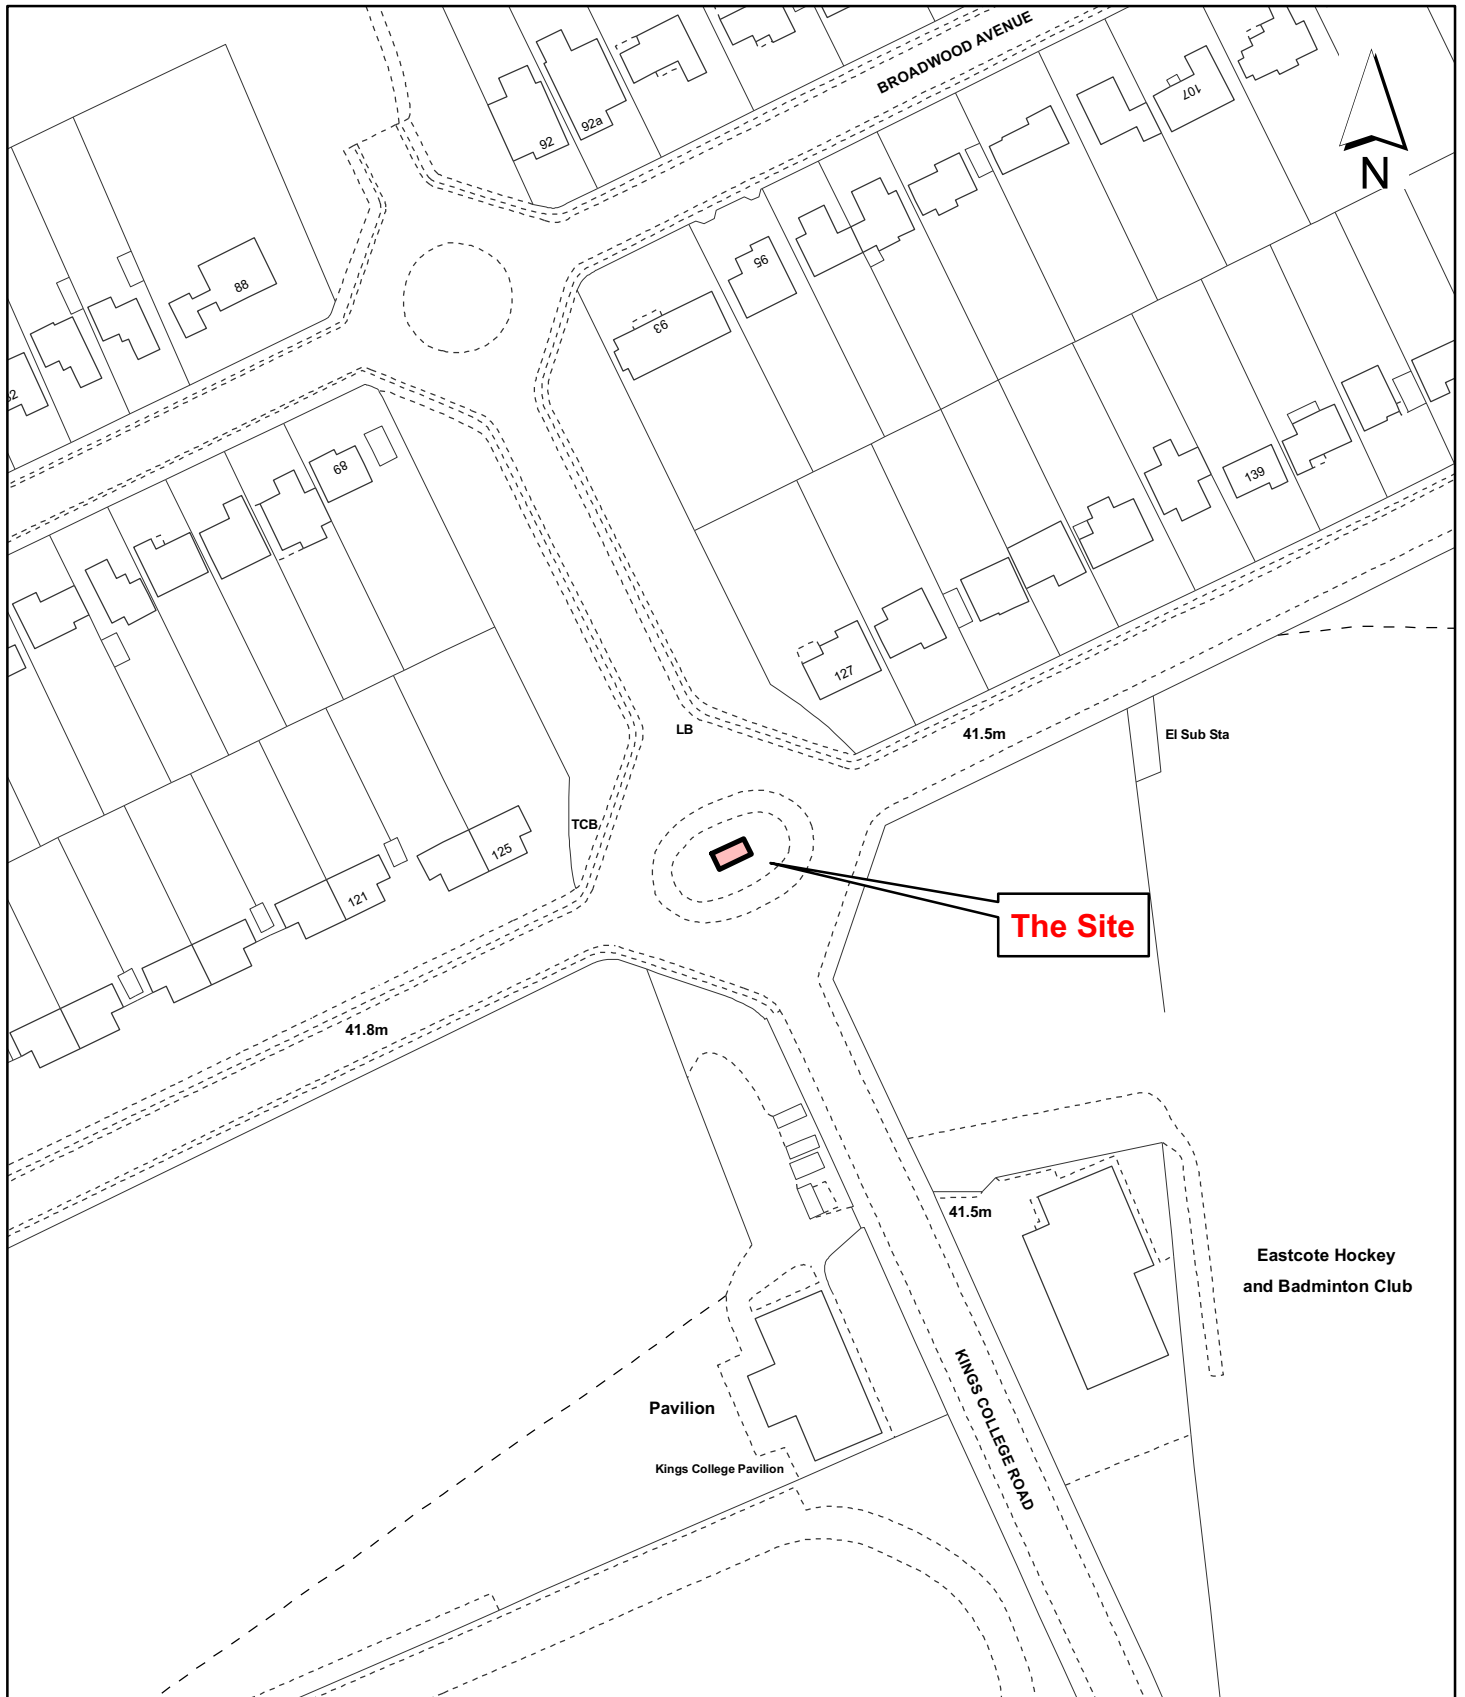 BROADWOOD AVENUE
107
92
92a
N
88
95
93
68
139
127
LB
41.5m
El Sub Sta
TCB
125
121
The Site
41.8m
41.5m
Eastcote Hockey
and Badminton Club
KINGS COLLEGE ROAD
Pavilion
Kings College Pavilion